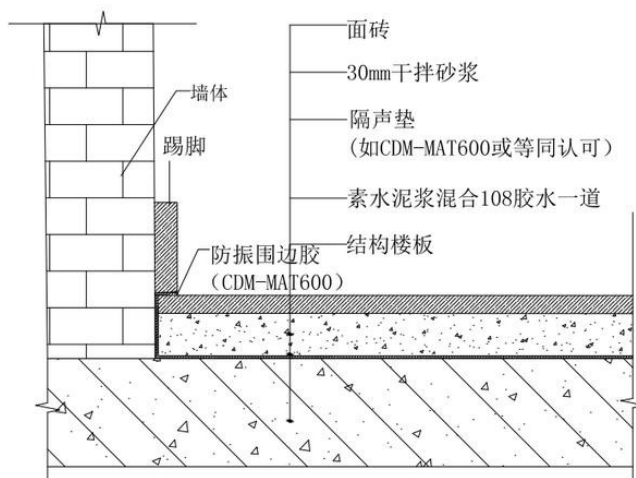 面砖
30mm干拌砂浆
墙体
隔声垫
(如CDM-MAT600或等同认可)
踢脚
素水泥浆混合108胶水一道
防振围边胶
(CDM-MAT600)
结构楼板